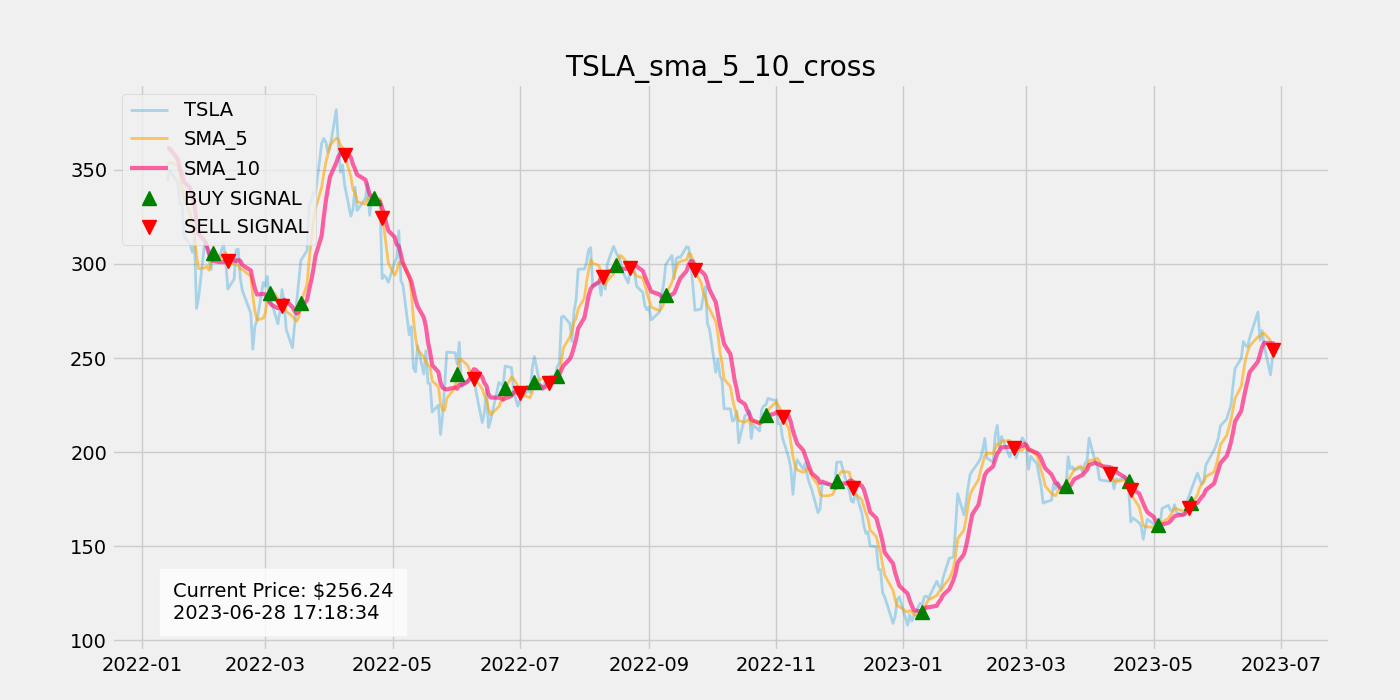 TSLA_sma_5_10_cross
TSLA
SMA_5
SMA_10
BUY SIGNAL
SELL SIGNAL
350
300
250
200
150
100
Current Price: $256.24
2023-06-28 17:18:34
2022-01 2022-03 2022-05 2022-07 2022-09 2022-11 2023-01 2023-03 2023-05 2023-07